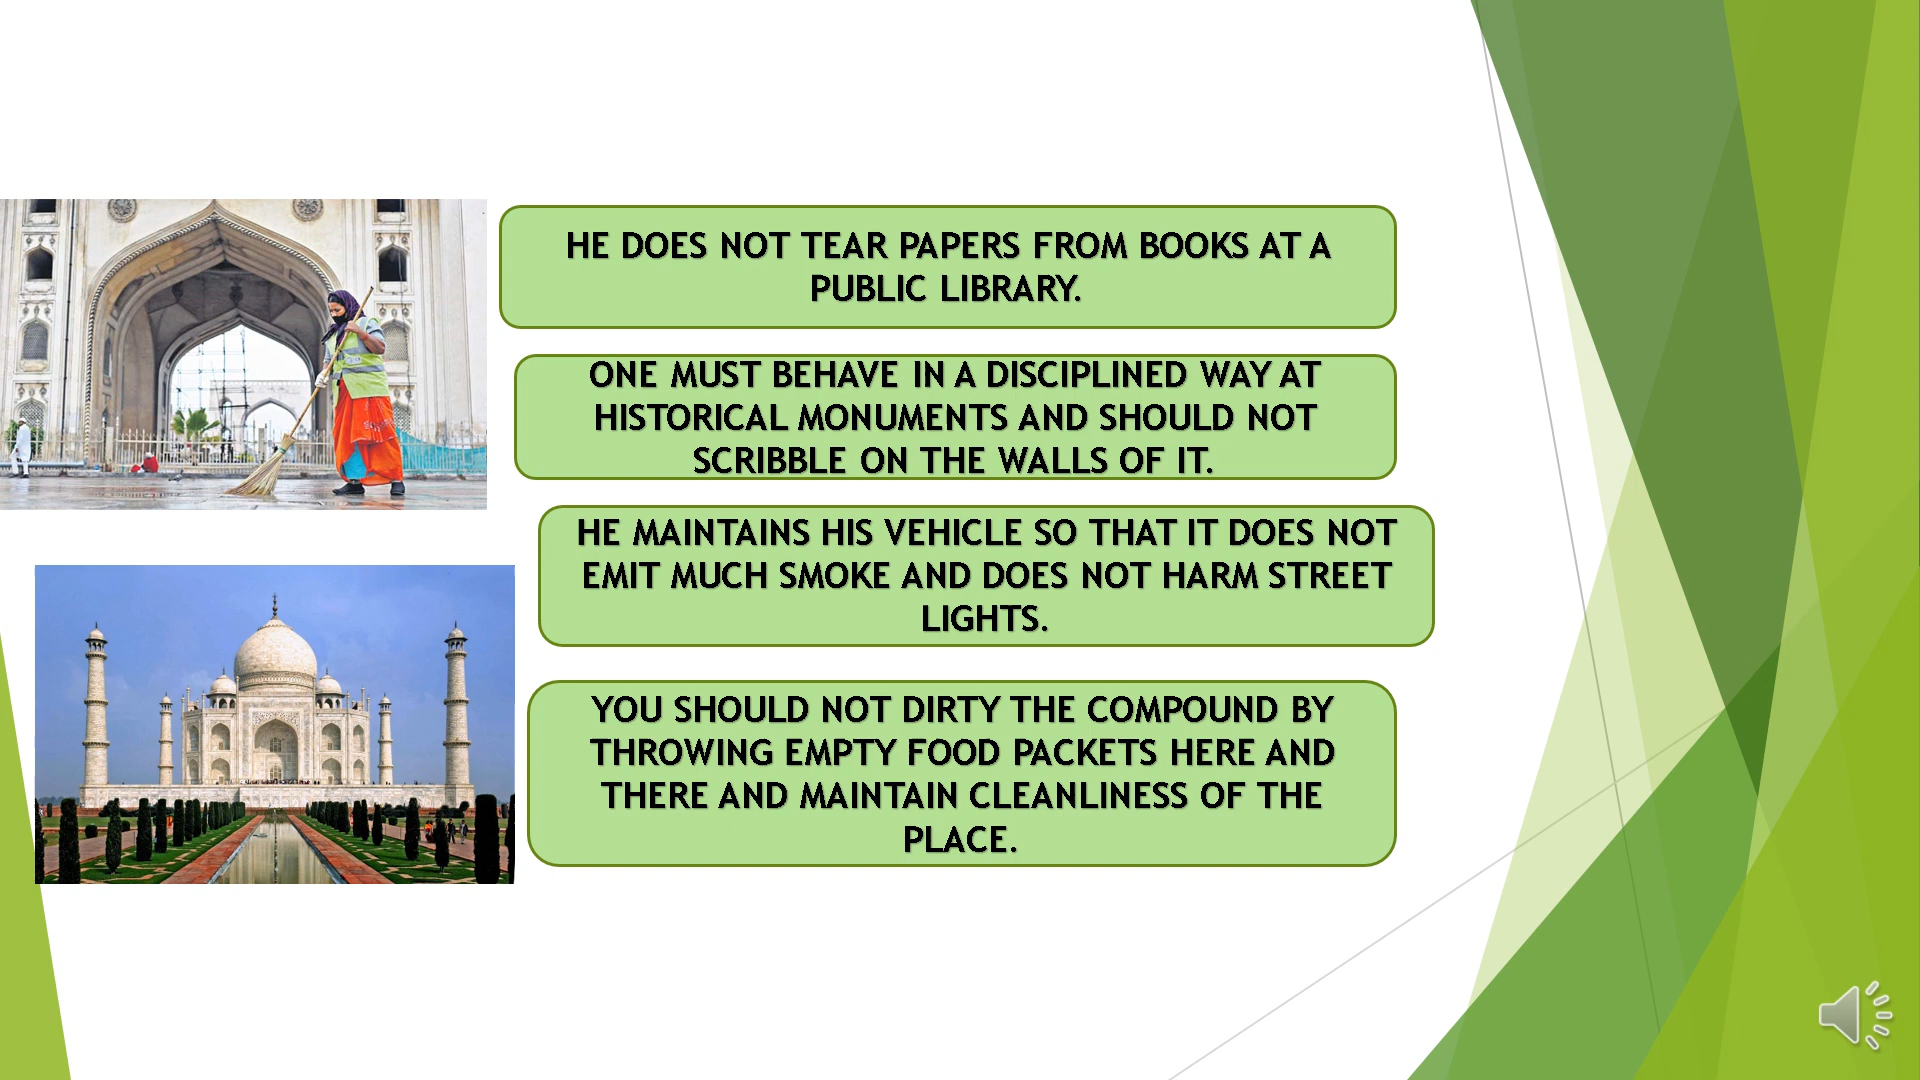 HE DOES NOT TEAR PAPERS FROM BOOKS AT A
PUBLIC LIBRARY.
ONE MUST BEHAVE IN A DISCIPLINED WAY AT
HISTORICAL MONUMENTS AND SHOULD NOT
SCRIBBLE ON THE WALLS OF IT.
HE MAINTAINS HIS VEHICLE SO THAT IT DOES NOT
EMIT MUCH SMOKE AND DOES NOT HARM STREET
LIGHTS.
YOU SHOULD NOT DIRTY THE COMPOUND BY
THROWING EMPTY FOOD PACKETS HERE AND
THERE AND MAINTAIN CLEANLINESS OF THE
PLACE.